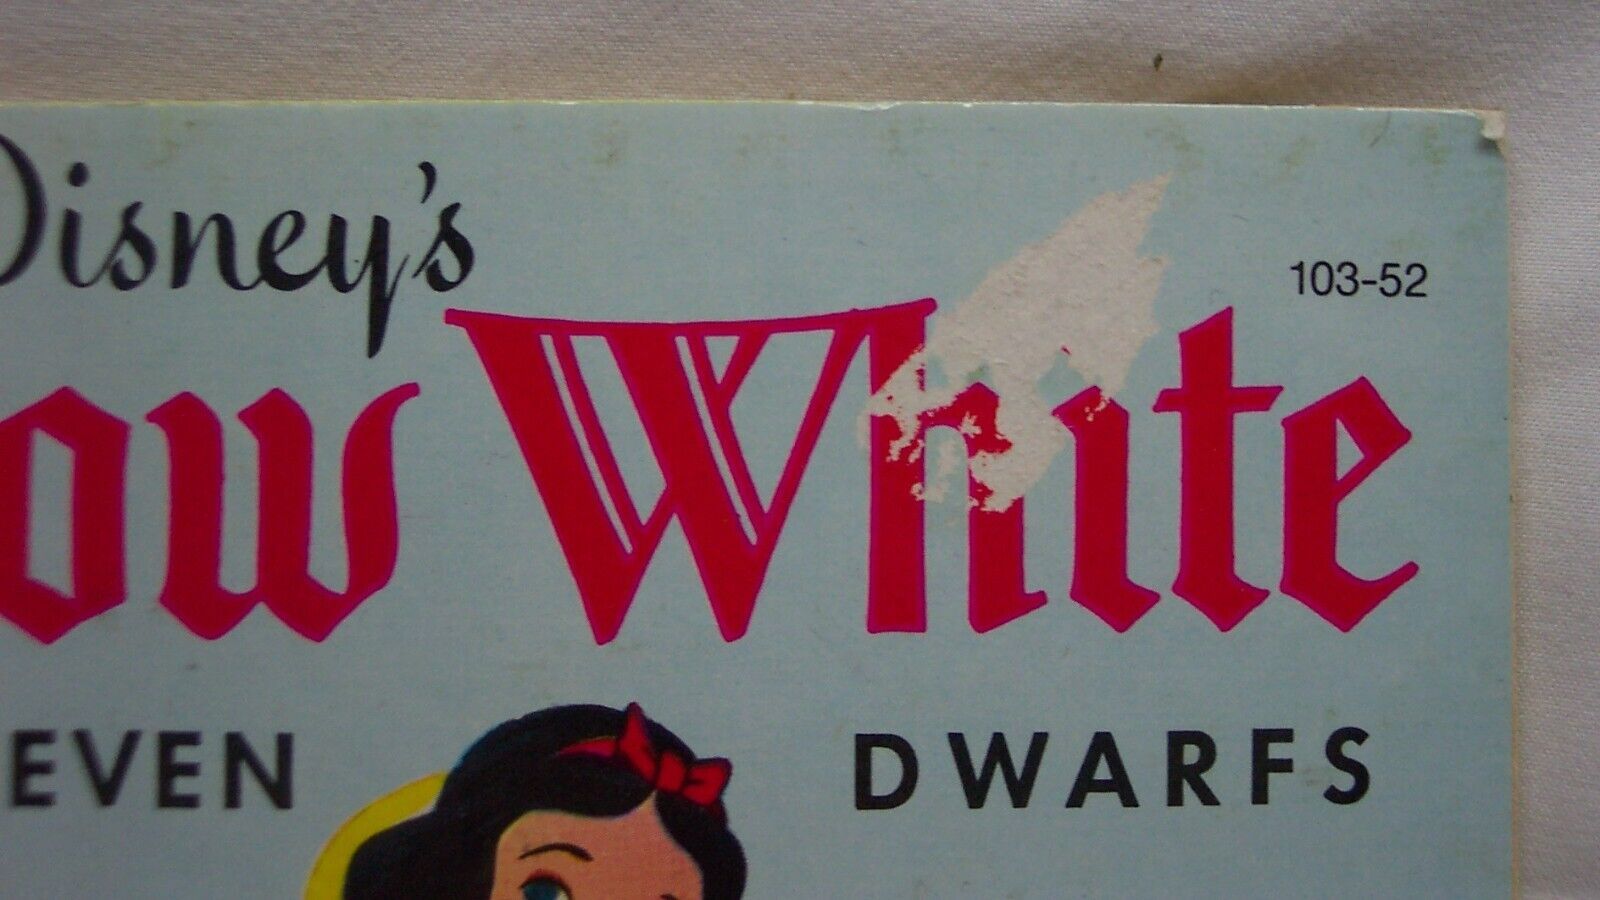 Disney's
103-52
ow White
EVEN DWARFS